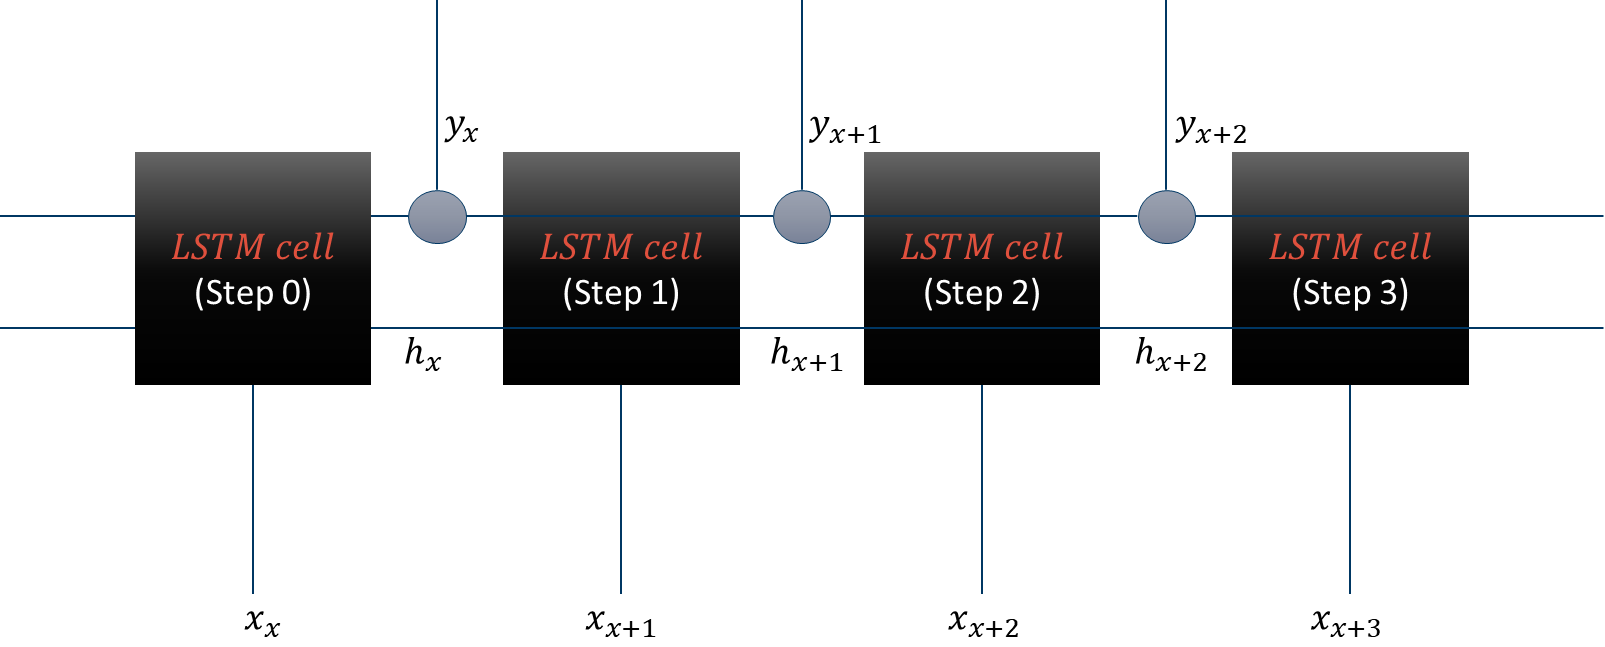 y_x
y_{x+1}
y_{x+2}
LSTM cell
(Step 0)
LSTM cell
(Step 1)
LSTM cell
(Step 2)
LSTM cell
(Step 3)
h_x
h_{x+1}
h_{x+2}
x_x
x_{x+1}
x_{x+2}
x_{x+3}